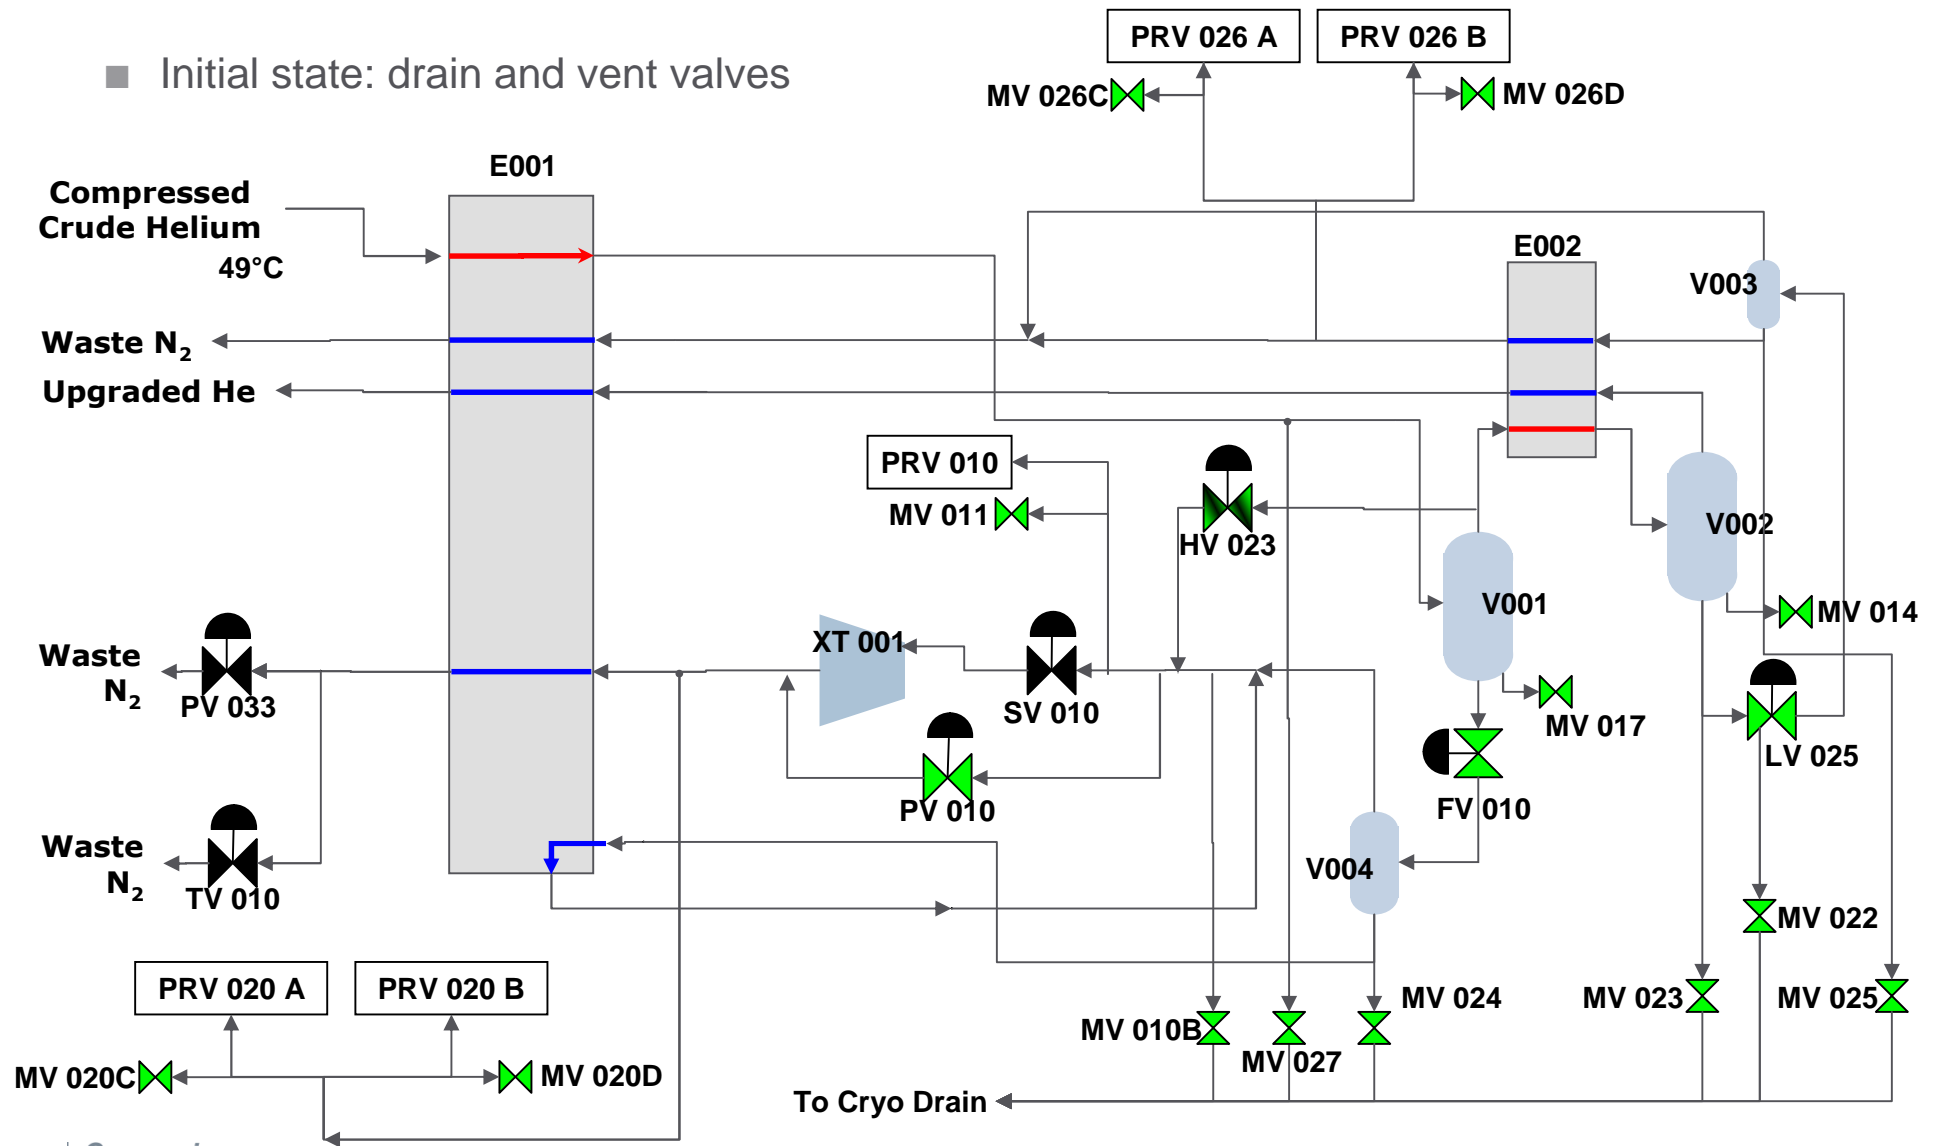 PRV 026 A
PRV 026 B
■ Initial state: drain and vent valves
MV 026C
MV 026D
E001
Compressed
Crude Helium
49°C
E002
V003
Waste N₂
Upgraded He
PRV 010
MV 011
HV 023
V002
V001
MV 014
XT 001
Waste
N₂
PV 033
SV 010
MV 017
LV 025
PV 010
FV 010
Waste
N₂
TV 010
V004
MV 022
PRV 020 A
PRV 020 B
MV 024
MV 023
MV 025
MV 010B
MV 027
MV 020C
MV 020D
To Cryo Drain